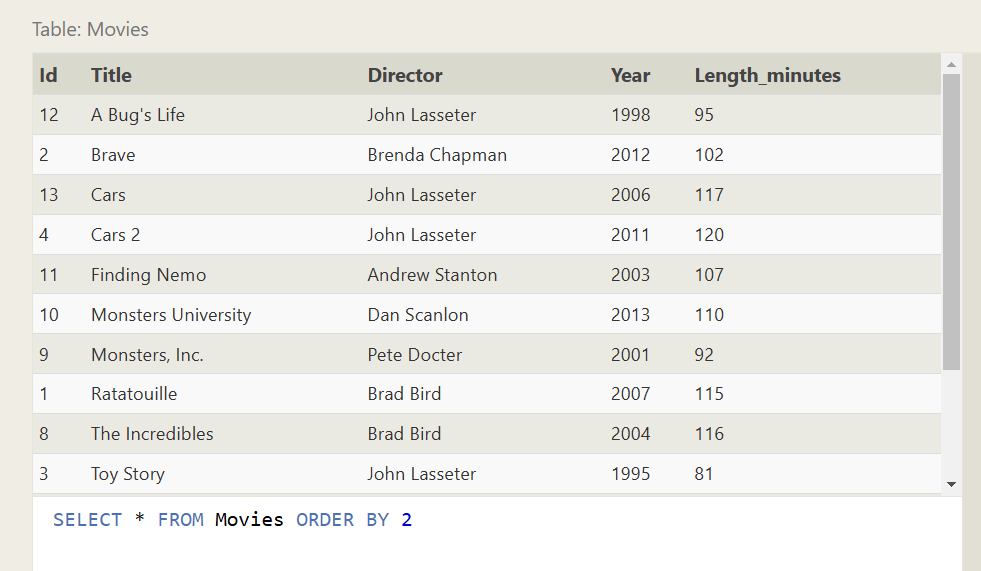 Table: Movies
Id Title Director Year Length_minutes
12 A Bug's Life John Lasseter 1998 95
2 Brave Brenda Chapman 2012 102
13 Cars John Lasseter 2006 117
4 Cars 2 John Lasseter 2011 120
11 Finding Nemo Andrew Stanton 2003 107
10 Monsters University Dan Scanlon 2013 110
9 Monsters, Inc. Pete Docter 2001 92
1 Ratatouille Brad Bird 2007 115
8 The Incredibles Brad Bird 2004 116
3 Toy Story John Lasseter 1995 81
SELECT * FROM Movies ORDER BY 2